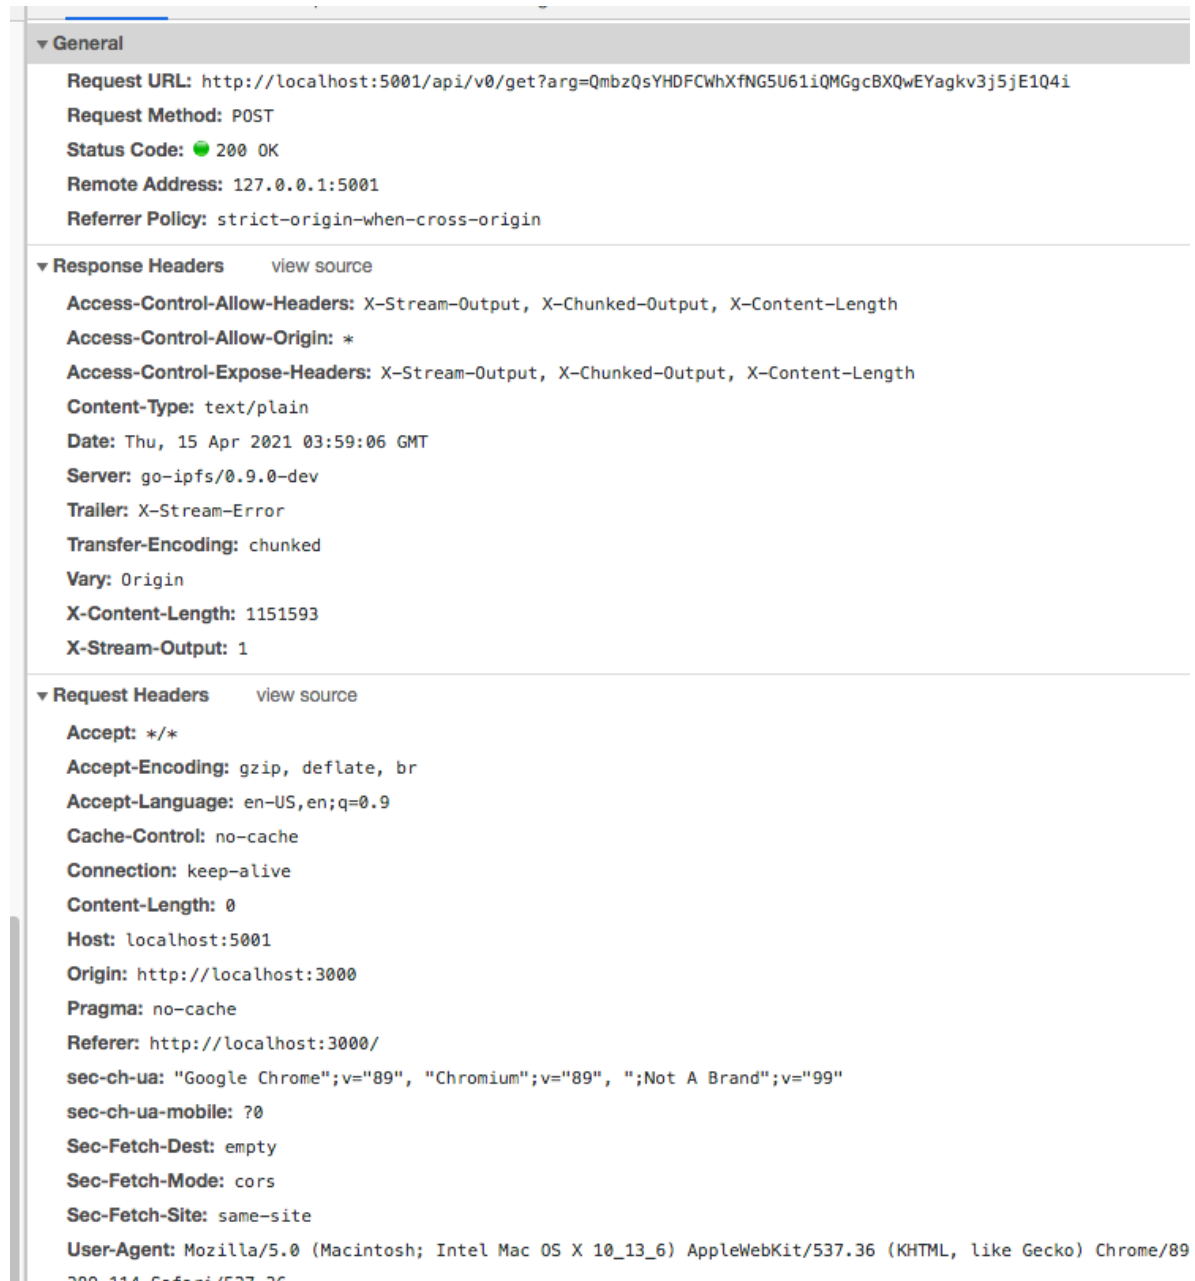 General
Request URL: http://localhost:5001/api/v0/get?arg=QmbzQsYHDFCWhXfNG5U61iQMGgcBXQwEYagkv3j5jE1Q4i
Request Method: POST
Status Code: 200 OK
Remote Address: 127.0.0.1:5001
Referrer Policy: strict-origin-when-cross-origin
Response Headers view source
Access-Control-Allow-Headers: X-Stream-Output, X-Chunked-Output, X-Content-Length
Access-Control-Allow-Origin: *
Access-Control-Expose-Headers: X-Stream-Output, X-Chunked-Output, X-Content-Length
Content-Type: text/plain
Date: Thu, 15 Apr 2021 03:59:06 GMT
Server: go-ipfs/0.9.0-dev
Trailer: X-Stream-Error
Transfer-Encoding: chunked
Vary: Origin
X-Content-Length: 1151593
X-Stream-Output: 1
Request Headers view source
Accept: */*
Accept-Encoding: gzip, deflate, br
Accept-Language: en-US,en;q=0.9
Cache-Control: no-cache
Connection: keep-alive
Content-Length: 0
Host: localhost:5001
Origin: http://localhost:3000
Pragma: no-cache
Referer: http://localhost:3000/
sec-ch-ua: "Google Chrome";v="89", "Chromium";v="89", ";Not A Brand";v="99"
sec-ch-ua-mobile: ?0
Sec-Fetch-Dest: empty
Sec-Fetch-Mode: cors
Sec-Fetch-Site: same-site
User-Agent: Mozilla/5.0 (Macintosh; Intel Mac OS X 10_13_6) AppleWebKit/537.36 (KHTML, like Gecko) Chrome/89